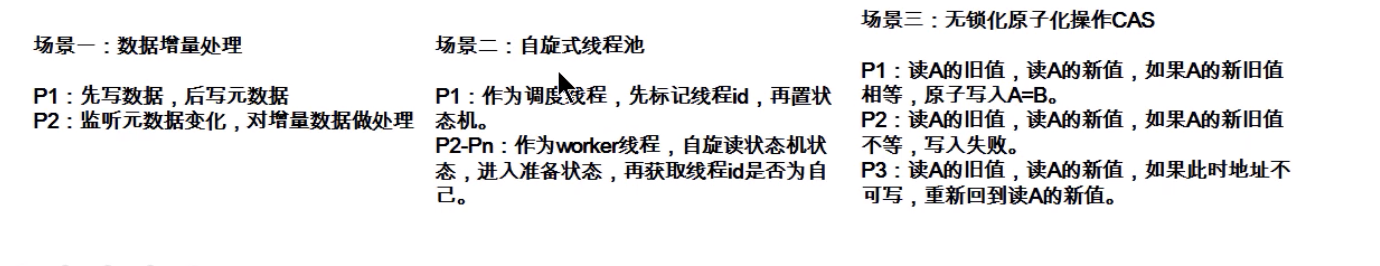 场景一：数据增量处理
P1：先写数据，后写元数据
P2：监听元数据变化，对增量数据做处理
场景二：自旋式线程池
P1：作为调度线程，先标记线程id，再置状
态机。
P2-Pn：作为worker线程，自旋读状态机状
态，进入准备状态，再获取线程id是否为自
己。
场景三：无锁化原子化操作CAS
P1：读A的旧值，读A的新值，如果A的新旧值
相等，原子写入A=B。
P2：读A的旧值，读A的新值，如果A的新旧值
不等，写入失败。
P3：读A的旧值，读A的新值，如果此时地址不
可写，重新回到读A的新值。